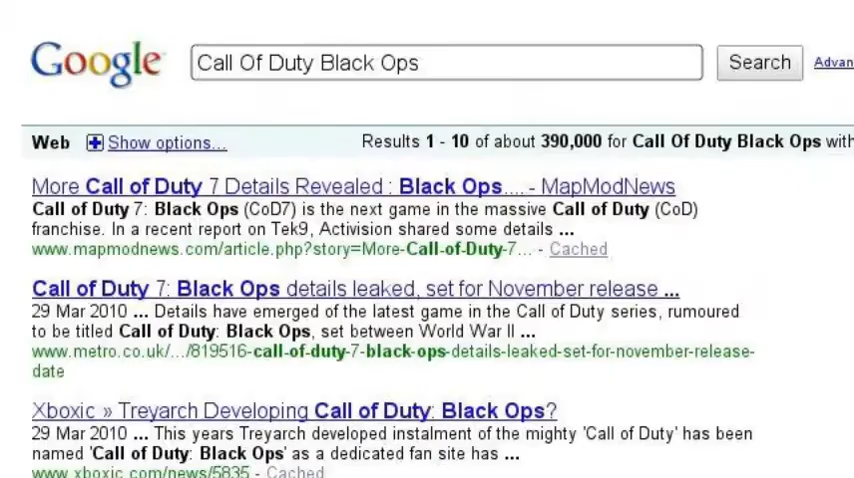 Google Call Of Duty Black Ops Search Advan
Web Show options... Results 1 - 10 of about 390,000 for Call Of Duty Black Ops with
More Call of Duty 7 Details Revealed : Black Ops.... - MapModNews
Call of Duty 7: Black Ops (CoD7) is the next game in the massive Call of Duty (CoD)
franchise. In a recent report on Tek9, Activision shared some details ...
www.mapmodnews.com/article.php?story=More-Call-of-Duty-7... - Cached
Call of Duty 7: Black Ops details leaked, set for November release ...
29 Mar 2010 ... Details have emerged of the latest game in the Call of Duty series, rumoured
to be titled Call of Duty: Black Ops, set between World War II ...
www.metro.co.uk/.../819516-call-of-duty-7-black-ops-details-leaked-set-for-november-release-
date
Xboxic » Treyarch Developing Call of Duty: Black Ops?
29 Mar 2010 ... This years Treyarch developed instalment of the mighty 'Call of Duty' has been
named 'Call of Duty: Black Ops' as a dedicated fan site has ...
www.xboxic.com/news/5835 - Cached